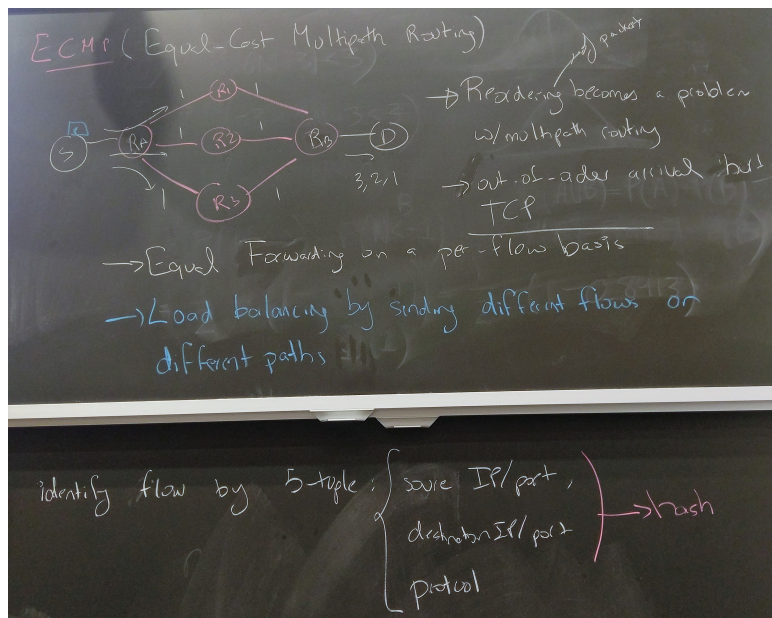 ECMP (Equal-Cost Multipath Routing)
of packets
→ Reordering becomes a problem
w/multipath routing
→ out-of-order arrival hurts
TCP
S
RA
R1
R2
R3
RB
D
1
1
1
1
1
1
3,2,1
→ Equal Forwarding on a per-flow basis
→ Load balancing by sending different flows on
different paths
identify flow by 5-tuple: source IP/port,
destination IP/port
protocol
→ hash